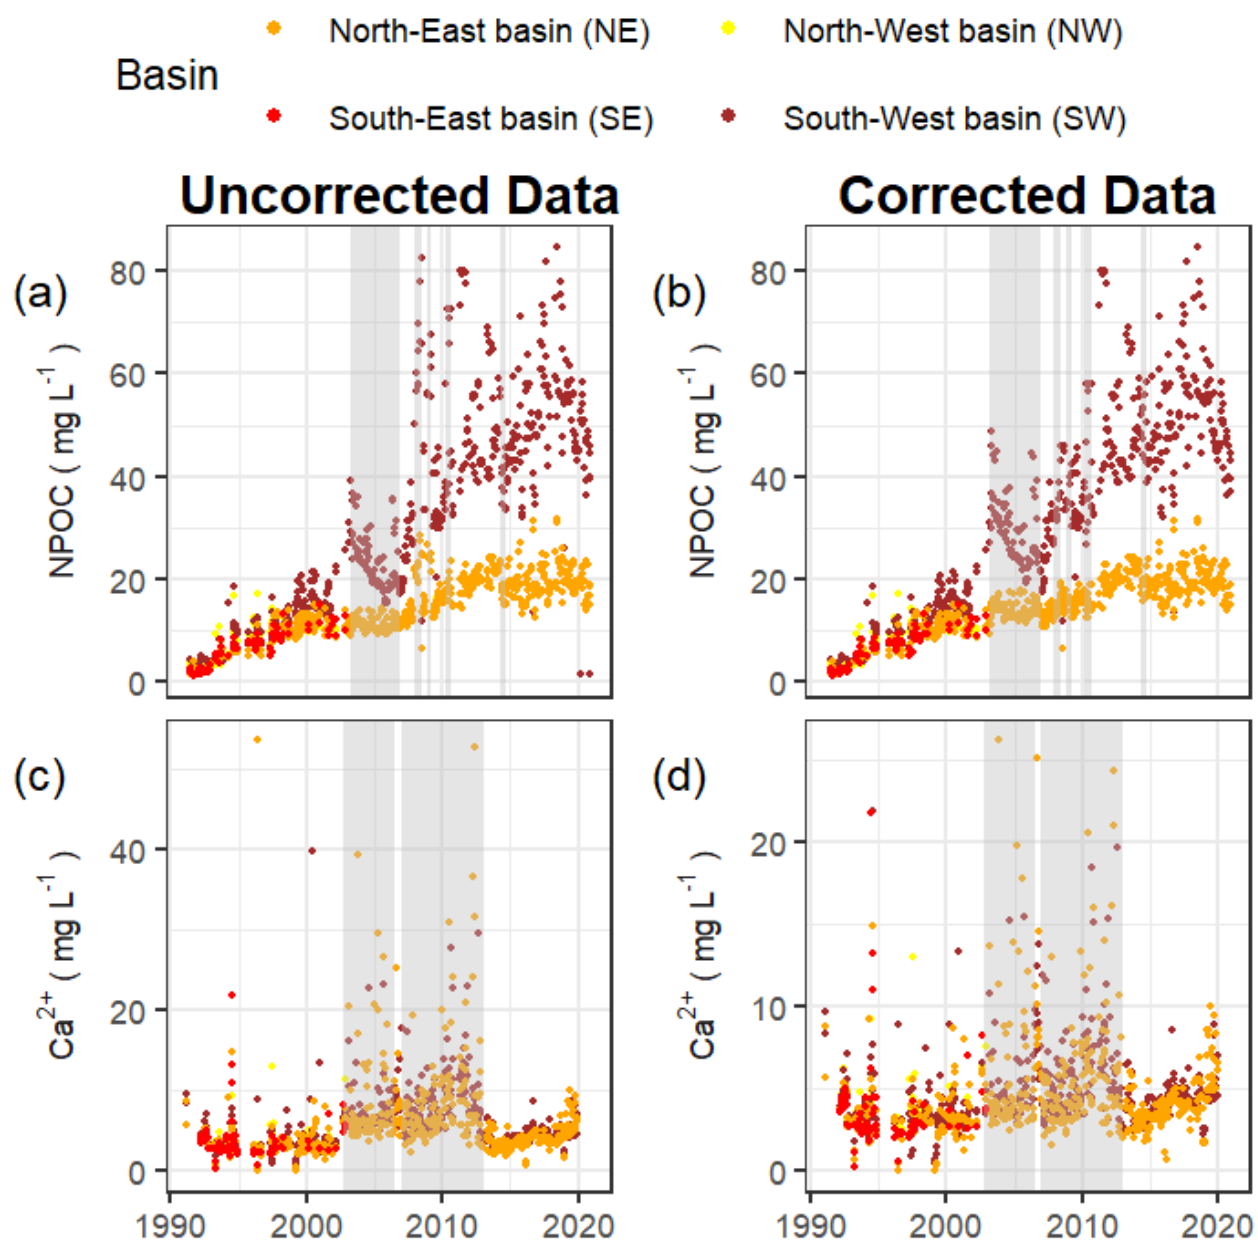 North-East basin (NE) North-West basin (NW)
Basin
South-East basin (SE) South-West basin (SW)
Uncorrected Data Corrected Data
(a)
NPOC ( mg L⁻¹ )
80
60
40
20
0
(b)
NPOC ( mg L⁻¹ )
80
60
40
20
0
(c)
Ca²⁺ ( mg L⁻¹ )
40
20
0
1990 2000 2010 2020
(d)
Ca²⁺ ( mg L⁻¹ )
20
10
0
1990 2000 2010 2020